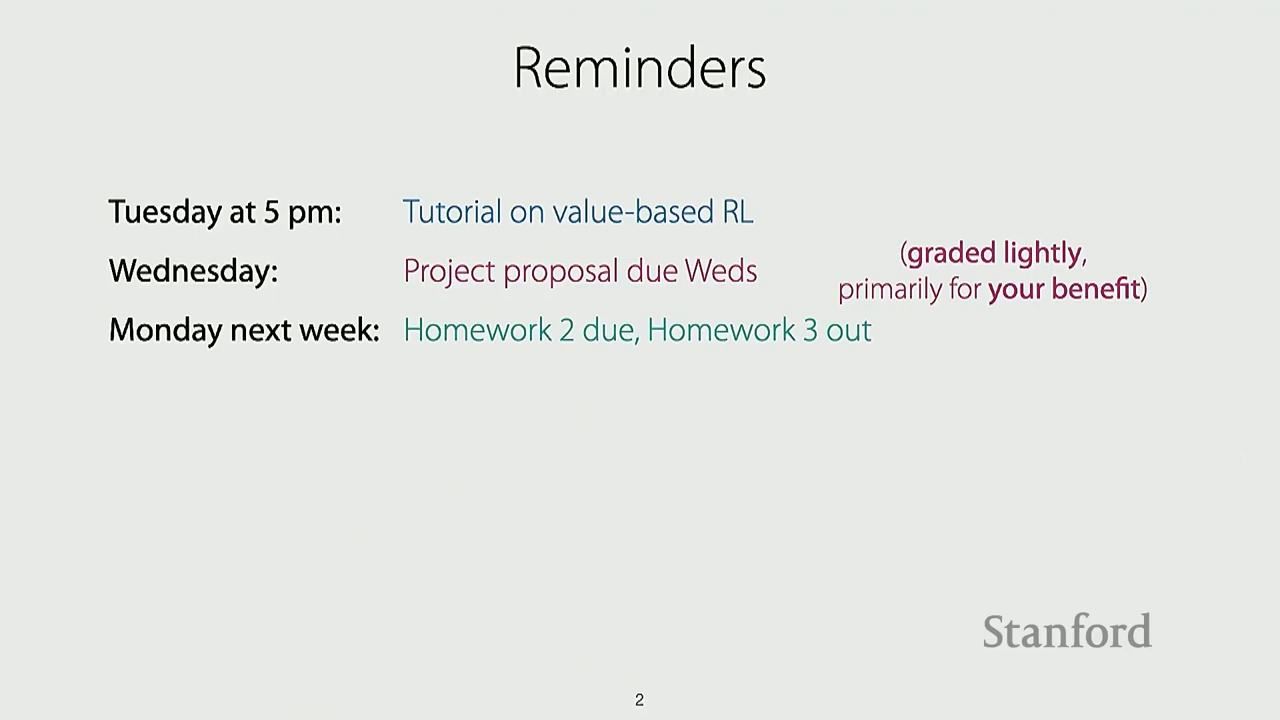 Reminders
Tuesday at 5 pm: Tutorial on value-based RL
Wednesday: Project proposal due Weds
(graded lightly,
primarily for your benefit)
Monday next week: Homework 2 due, Homework 3 out
Stanford
2